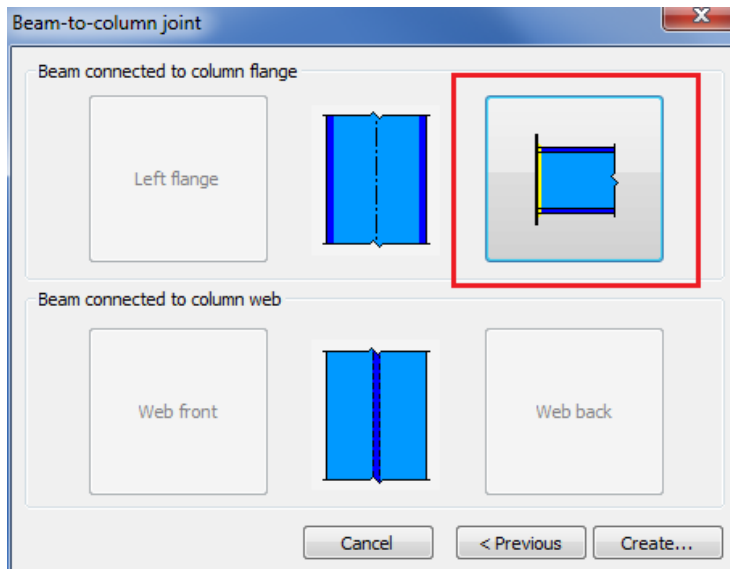 Beam-to-column joint
Beam connected to column flange
Left flange
Beam connected to column web
Web front
Web back
Cancel
< Previous
Create...